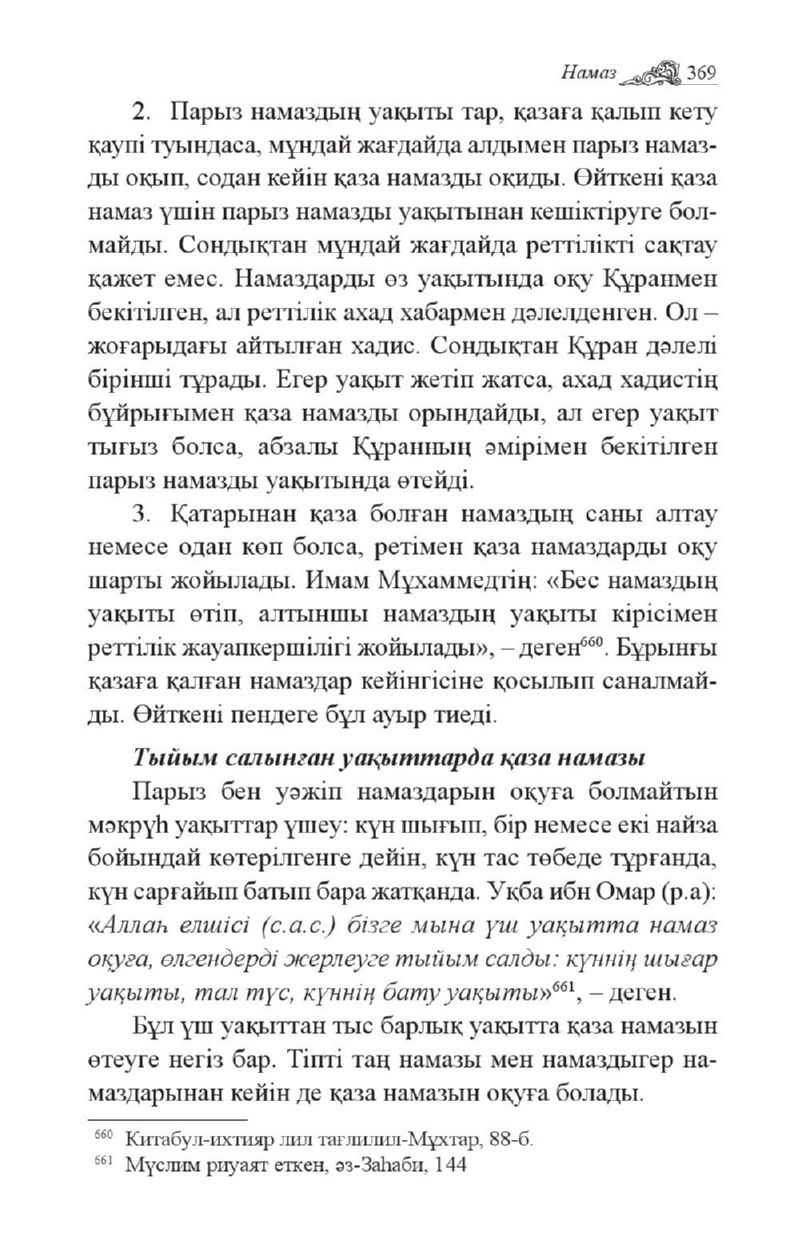 Намаз 369
2. Парыз намаздың уақыты тар, қазаға қалып кету
қаупі туындаса, мұндай жағдайда алдымен парыз намаз-
ды оқып, содан кейін қаза намазды оқиды. Өйткені қаза
намаз үшін парыз намазды уақытынан кешіктіруге бол-
майды. Сондықтан мұндай жағдайда реттілікті сақтау
қажет емес. Намаздарды өз уақытында оқу Құранмен
бекітілген, ал реттілік ахад хабармен дәлелденген. Ол –
жоғарыдағы айтылған хадис. Сондықтан Құран дәлелі
бірінші тұрады. Егер уақыт жетіп жатса, ахад хадистің
бұйрығымен қаза намазды орындайды, ал егер уақыт
тығыз болса, абзалы Құранның әмірімен бекітілген
парыз намазды уақытында өтейді.
3. Қатарынан қаза болған намаздың саны алтау
немесе одан көп болса, ретімен қаза намаздарды оқу
шарты жойылады. Имам Мұхаммедтің: «Бес намаздың
уақыты өтіп, алтыншы намаздың уақыты кірісімен
реттілік жауапкершілігі жойылады», – деген⁶⁶⁰. Бұрынғы
қазаға қалған намаздар кейінгісіне қосылып саналмай-
ды. Өйткені пендеге бұл ауыр тиеді.
Тыйым салынған уақыттарда қаза намазы
Парыз бен уәжіп намаздарын оқуға болмайтын
мәкрүһ уақыттар үшеу: күн шығып, бір немесе екі найза
бойындай көтерілгенге дейін, күн тас төбеде тұрғанда,
күн сарғайып батып бара жатқанда. Уқба ибн Омар (р.а):
«Аллаһ елшісі (с.а.с.) бізге мына үш уақытта намаз
оқуға, өлгендерді жерлеуге тыйым салды: күннің шығар
уақыты, тал түс, күннің бату уақыты»⁶⁶¹, – деген.
Бұл үш уақыттан тыс барлық уақытта қаза намазын
өтеуге негіз бар. Тіпті таң намазы мен намаздыгер на-
маздарынан кейін де қаза намазын оқуға болады.
⁶⁶⁰ Китабул-ихтияр лил тағлилил-Мұхтар, 88-б.
⁶⁶¹ Мүслим риуаят еткен, әз-Заһаби, 144